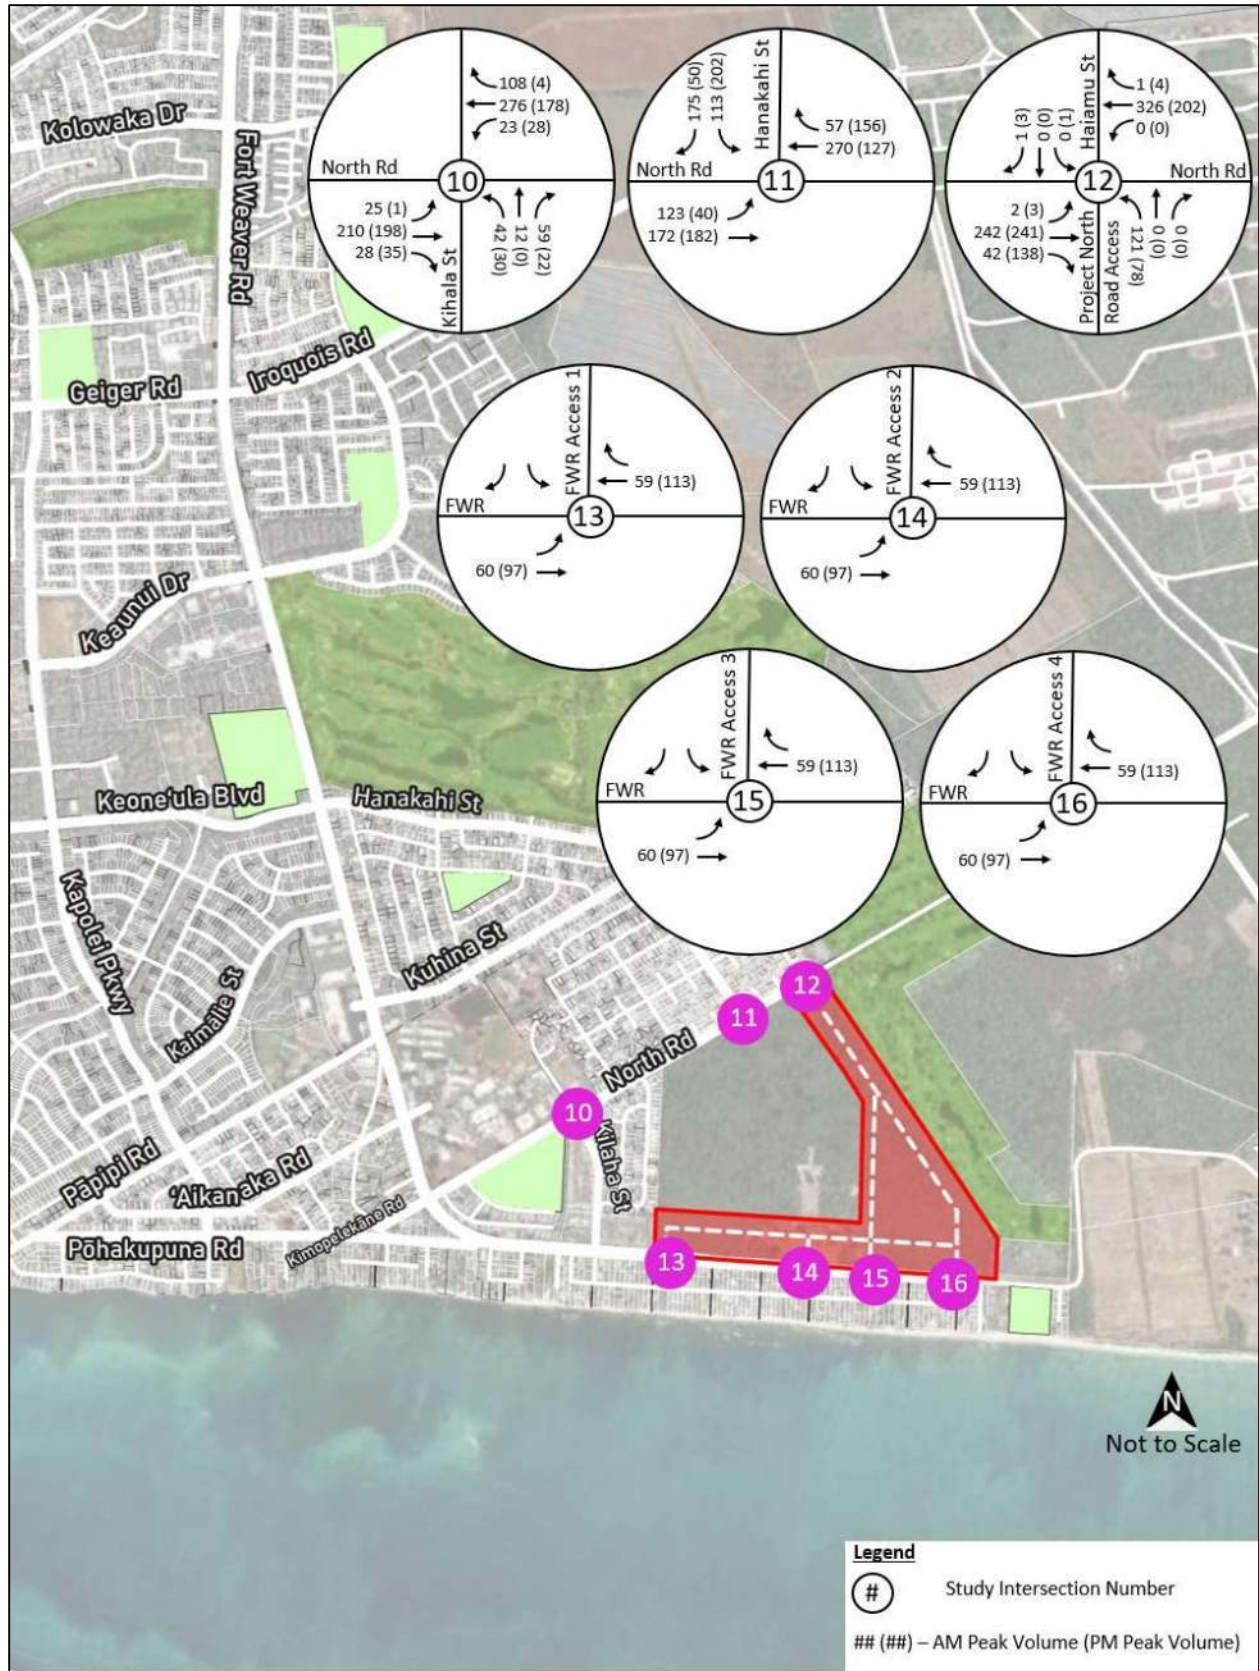 108 (4)
276 (178)
23 (28)
North Rd
10
25 (1)
210 (198)
28 (35)
42 (30)
12 (0)
59 (22)
Kihala St
175 (50)
113 (202)
Hanakahi St
57 (156)
270 (127)
North Rd
11
123 (40)
172 (182)
1 (3)
0 (0)
0 (1)
Haiamu St
1 (4)
326 (202)
0 (0)
North Rd
12
2 (3)
242 (241)
42 (138)
Project North
Road Access
121 (78)
0 (0)
0 (0)
FWR Access 1
59 (113)
FWR
13
60 (97)
FWR Access 2
59 (113)
FWR
14
60 (97)
FWR Access 3
59 (113)
FWR
15
60 (97)
FWR Access 4
59 (113)
FWR
16
60 (97)
Kolowaka Dr
Fort Weaver Rd
Geiger Rd
Iroquois Rd
Keaunui Dr
Keone'ula Blvd
Hanakahi St
Kapolei Pkwy
Kaimālie St
Kuhina St
North Rd
Kilaha St
Pāpipi Rd
'Aikanaka Rd
Kimopelekāne Rd
Pōhakupuna Rd
10
11
12
13
14
15
16
N
Not to Scale
Legend
#
Study Intersection Number
## (##) – AM Peak Volume (PM Peak Volume)